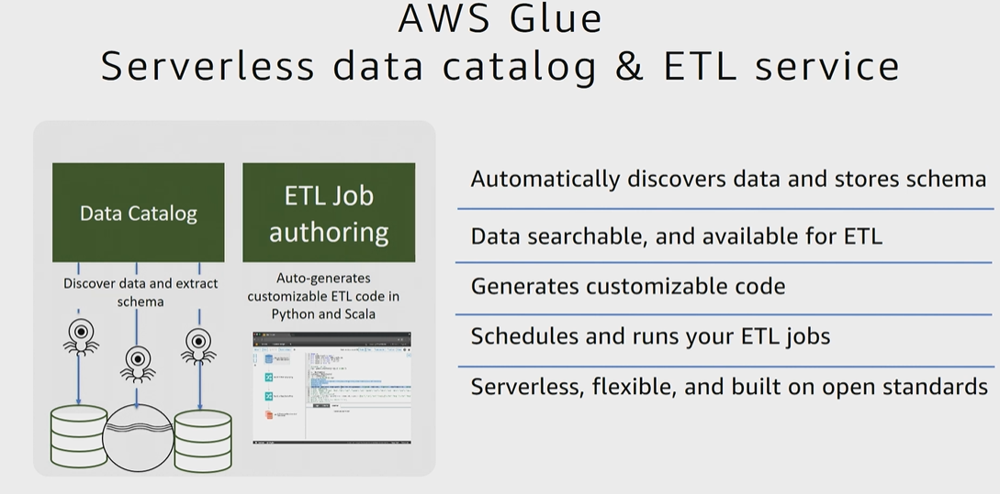 AWS Glue
Serverless data catalog & ETL service
Data Catalog
Discover data and extract
schema
ETL Job
authoring
Auto-generates
customizable ETL code in
Python and Scala
Automatically discovers data and stores schema
Data searchable, and available for ETL
Generates customizable code
Schedules and runs your ETL jobs
Serverless, flexible, and built on open standards